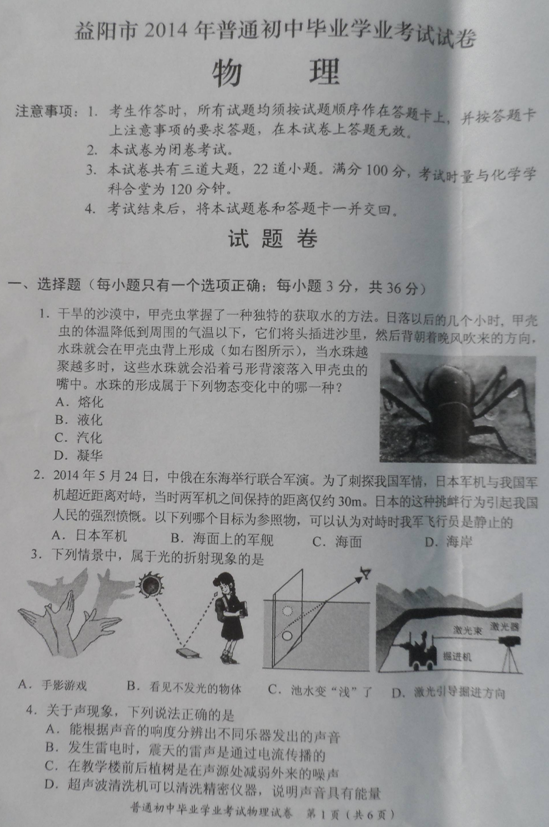 益阳市 2014 年普通初中毕业学业考试试卷
物 理
注意事项：1. 考生作答时，所有试题均须按试题顺序作在答题卡上，并按答题卡
上注意事项的要求答题，在本试卷上答题无效。
2. 本试卷为闭卷考试。
3. 本试卷共有三道大题，22 道小题。满分 100 分，考试时量与化学学
科合堂为 120 分钟。
4. 考试结束后，将本试题卷和答题卡一并交回。
试 题 卷
一、选择题（每小题只有一个选项正确；每小题 3 分，共 36 分）
1. 干旱的沙漠中，甲壳虫掌握了一种独特的获取水的方法。日落以后的几个小时，甲壳
虫的体温降低到周围的气温以下，它们将头插进沙里，然后背朝着晚风吹来的方向，
水珠就会在甲壳虫背上形成（如右图所示），当水珠越
聚越多时，这些水珠就会沿着弓形背滚落入甲壳虫的
嘴中。水珠的形成属于下列物态变化中的哪一种？
A. 熔化
B. 液化
C. 汽化
D. 凝华
2. 2014 年 5 月 24 日，中俄在东海举行联合军演。为了刺探我国军情，日本军机与我国军
机超近距离对峙，当时两军机之间保持的距离仅约 30m。日本的这种挑衅行为引起我国
人民的强烈愤慨。以下列哪个目标为参照物，可以认为对峙时我军飞行员是静止的
A. 日本军机 B. 海面上的军舰 C. 海面 D. 海岸
3. 下列情景中，属于光的折射现象的是
激光束 激光器
掘进机
A. 手影游戏 B. 看见不发光的物体 C. 池水变“浅”了 D. 激光引导掘进方向
4. 关于声现象，下列说法正确的是
A. 能根据声音的响度分辨出不同乐器发出的声音
B. 发生雷电时，震天的雷声是通过电流传播的
C. 在教学楼前后植树是在声源处减弱外来的噪声
D. 超声波清洗机可以清洗精密仪器，说明声音具有能量
普通初中毕业学业考试物理试卷 第 1 页（共 6 页）